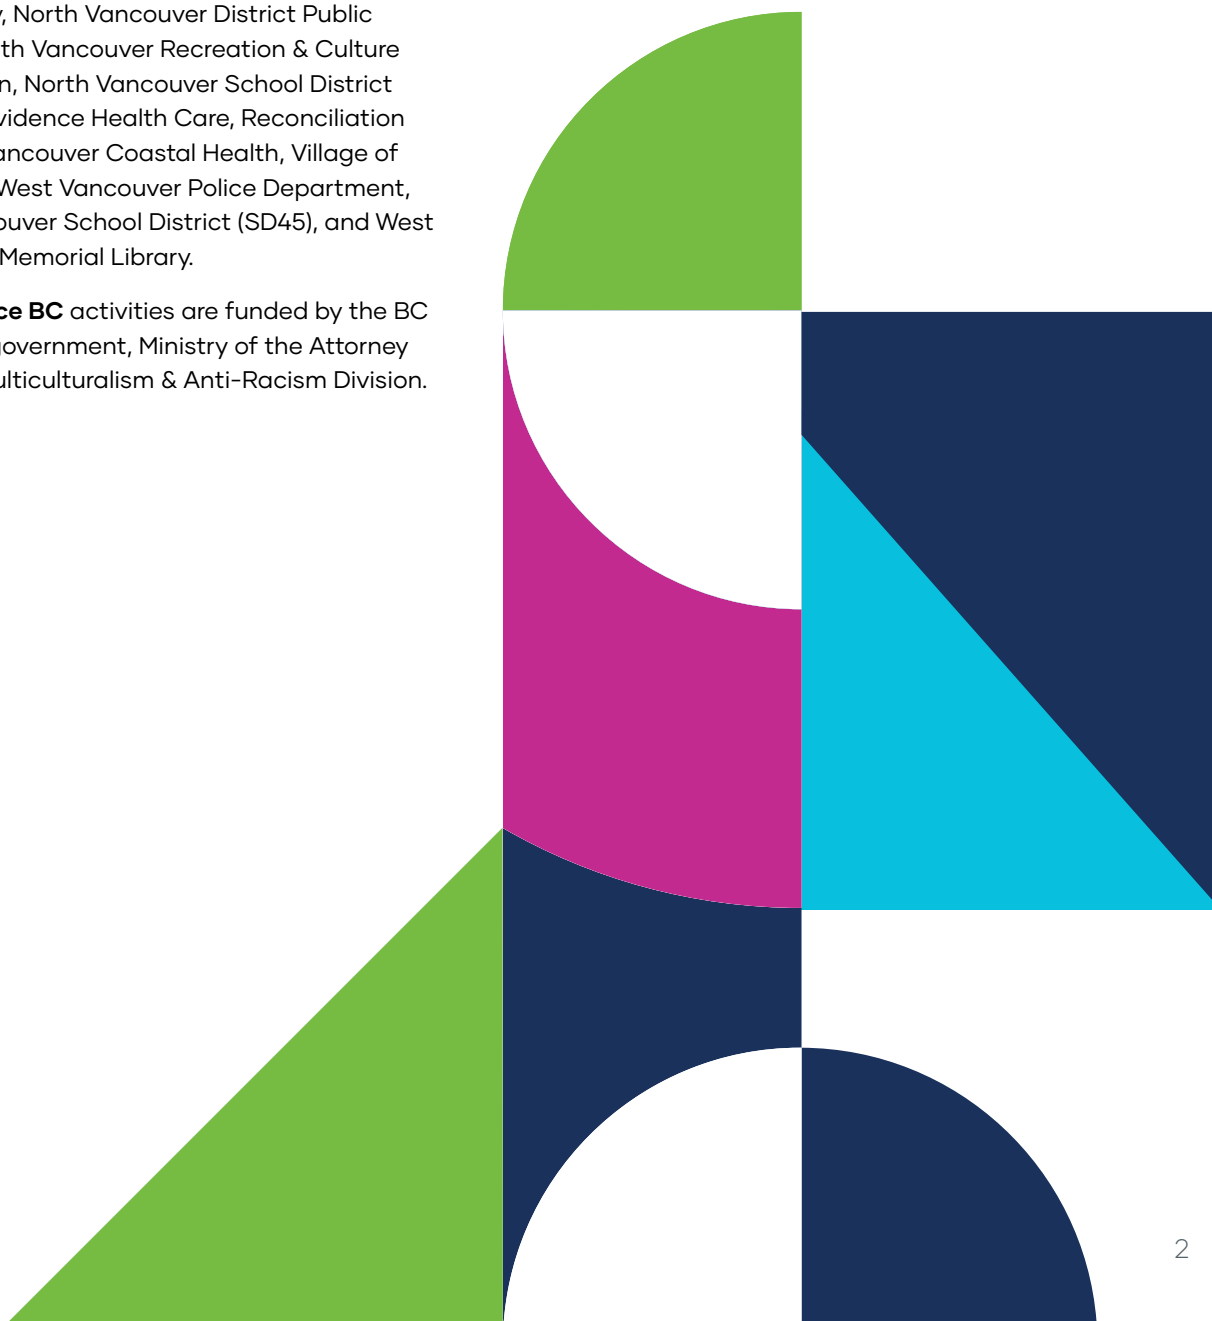 , North Vancouver District Public
th Vancouver Recreation & Culture
n, North Vancouver School District
vidence Health Care, Reconciliation
ancouver Coastal Health, Village of
West Vancouver Police Department,
ouver School District (SD45), and West
Memorial Library.
ce BC activities are funded by the BC
government, Ministry of the Attorney
ulticulturalism & Anti-Racism Division.
2